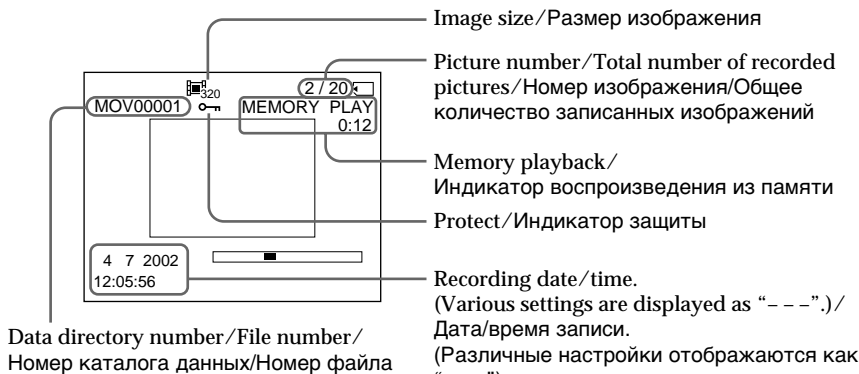 Image size/Размер изображения
Picture number/Total number of recorded
pictures/Номер изображения/Общее
количество записанных изображений
320
2 / 20
MOV00001
MEMORY PLAY
0:12
Memory playback/
Индикатор воспроизведения из памяти
Protect/Индикатор защиты
4 7 2002
12:05:56
Recording date/time.
(Various settings are displayed as “– – –”.)/
Дата/время записи.
(Различные настройки отображаются как
Data directory number/File number/
Номер каталога данных/Номер файла